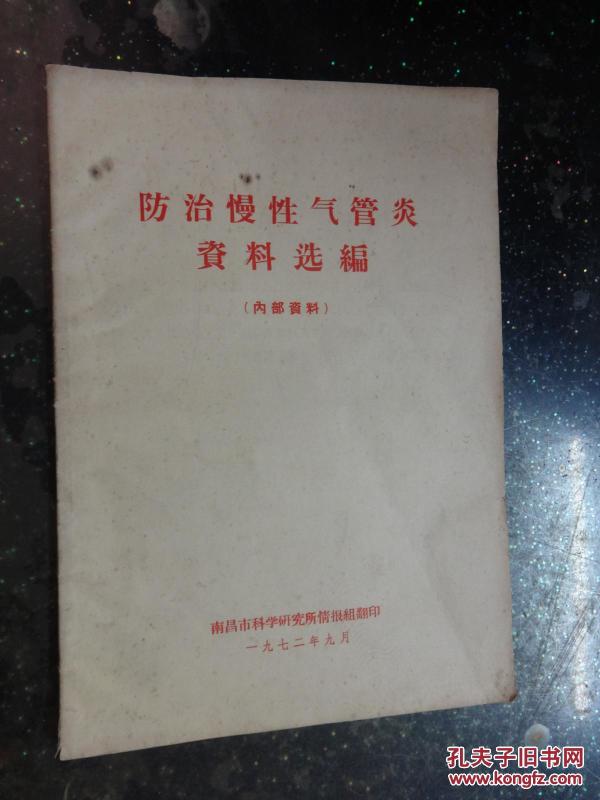 防治慢性气管炎
資料选編
（內部資料）
南昌市科学研究所情报組翻印
一九七二年九月
孔夫子旧书网
www.kongfz.com